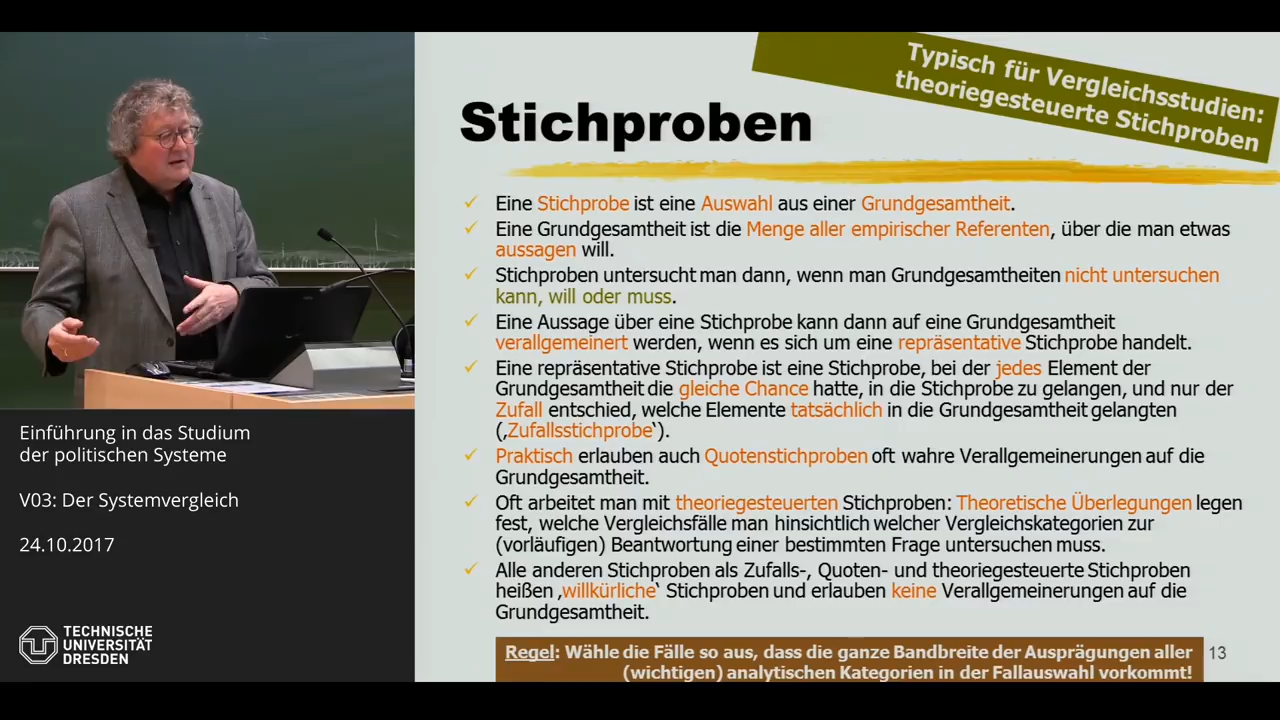 Typisch für Vergleichsstudien:
theoriegesteuerte Stichproben
Stichproben
Eine Stichprobe ist eine Auswahl aus einer Grundgesamtheit.
Eine Grundgesamtheit ist die Menge aller empirischer Referenten, über die man etwas
aussagen will.
Stichproben untersucht man dann, wenn man Grundgesamtheiten nicht untersuchen
kann, will oder muss.
Eine Aussage über eine Stichprobe kann dann auf eine Grundgesamtheit
verallgemeinert werden, wenn es sich um eine repräsentative Stichprobe handelt.
Eine repräsentative Stichprobe ist eine Stichprobe, bei der jedes Element der
Grundgesamtheit die gleiche Chance hatte, in die Stichprobe zu gelangen, und nur der
Zufall entschied, welche Elemente tatsächlich in die Grundgesamtheit gelangten
(‚Zufallsstichprobe‘).
Praktisch erlauben auch Quotenstichproben oft wahre Verallgemeinerungen auf die
Grundgesamtheit.
Oft arbeitet man mit theoriegesteuerten Stichproben: Theoretische Überlegungen legen
fest, welche Vergleichsfälle man hinsichtlich welcher Vergleichskategorien zur
(vorläufigen) Beantwortung einer bestimmten Frage untersuchen muss.
Alle anderen Stichproben als Zufalls-, Quoten- und theoriegesteuerte Stichproben
heißen ‚willkürliche‘ Stichproben und erlauben keine Verallgemeinerungen auf die
Grundgesamtheit.
Regel: Wähle die Fälle so aus, dass die ganze Bandbreite der Ausprägungen aller
(wichtigen) analytischen Kategorien in der Fallauswahl vorkommt!
13
Einführung in das Studium
der politischen Systeme
V03: Der Systemvergleich
24.10.2017
TECHNISCHE
UNIVERSITÄT
DRESDEN